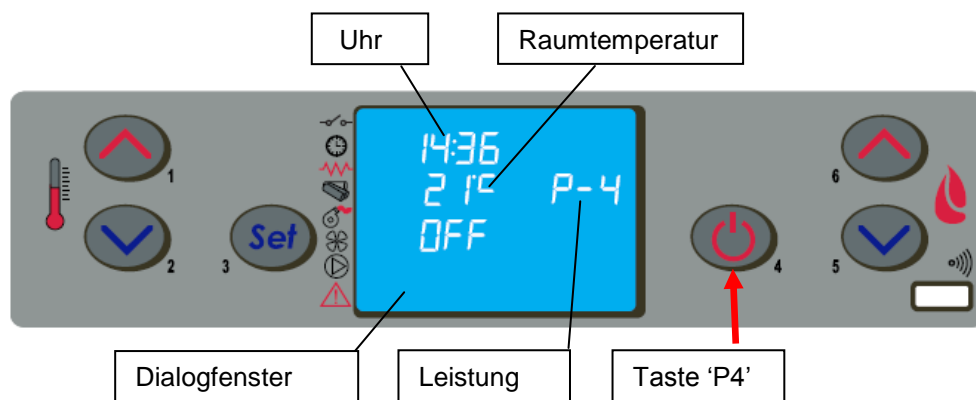 Uhr
Raumtemperatur
1
2
3
Set
14:36
21°C
P-4
OFF
4
6
5
Dialogfenster
Leistung
Taste ‘P4’